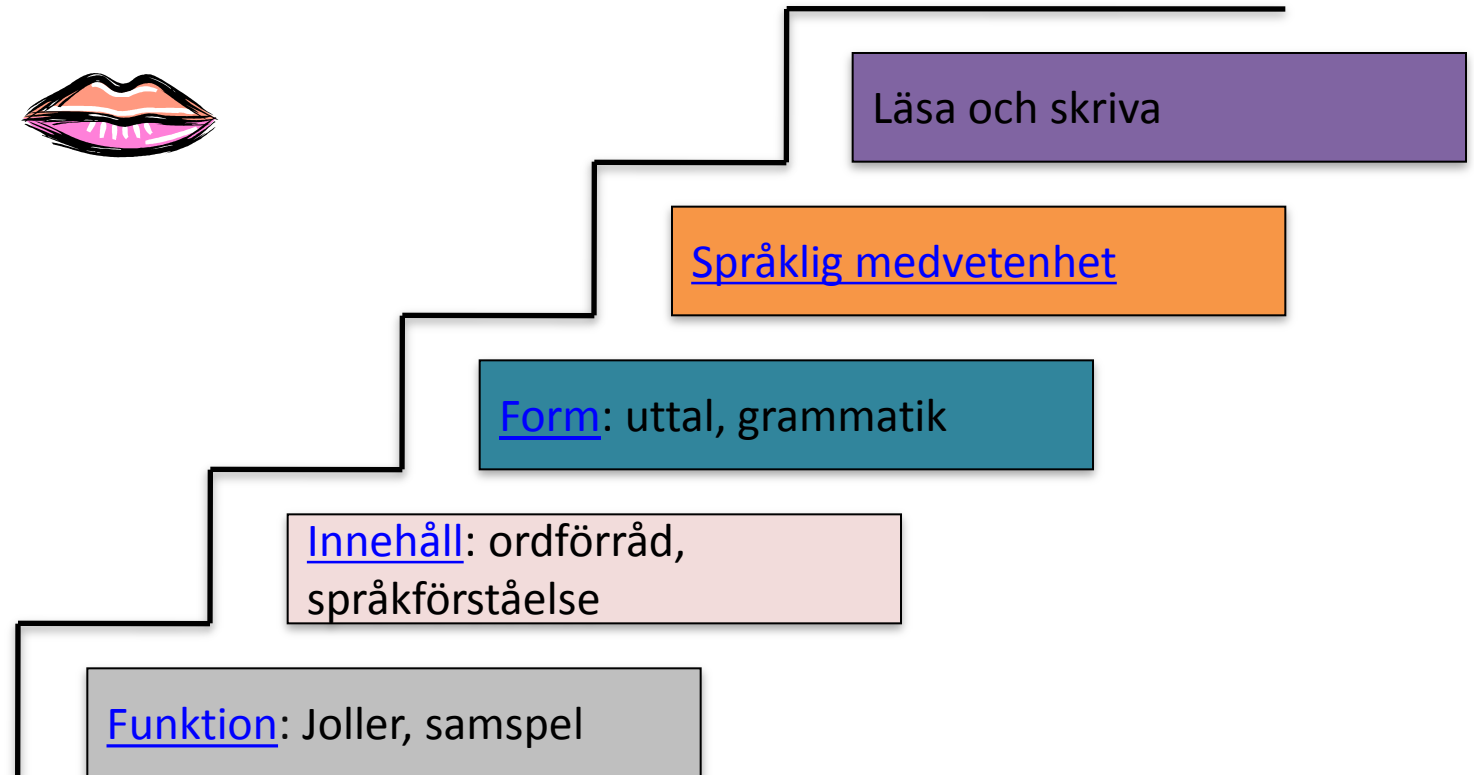 Läsa och skriva
Språklig medvetenhet
Form: uttal, grammatik
Innehåll: ordförråd,
språkförståelse
Funktion: Joller, samspel